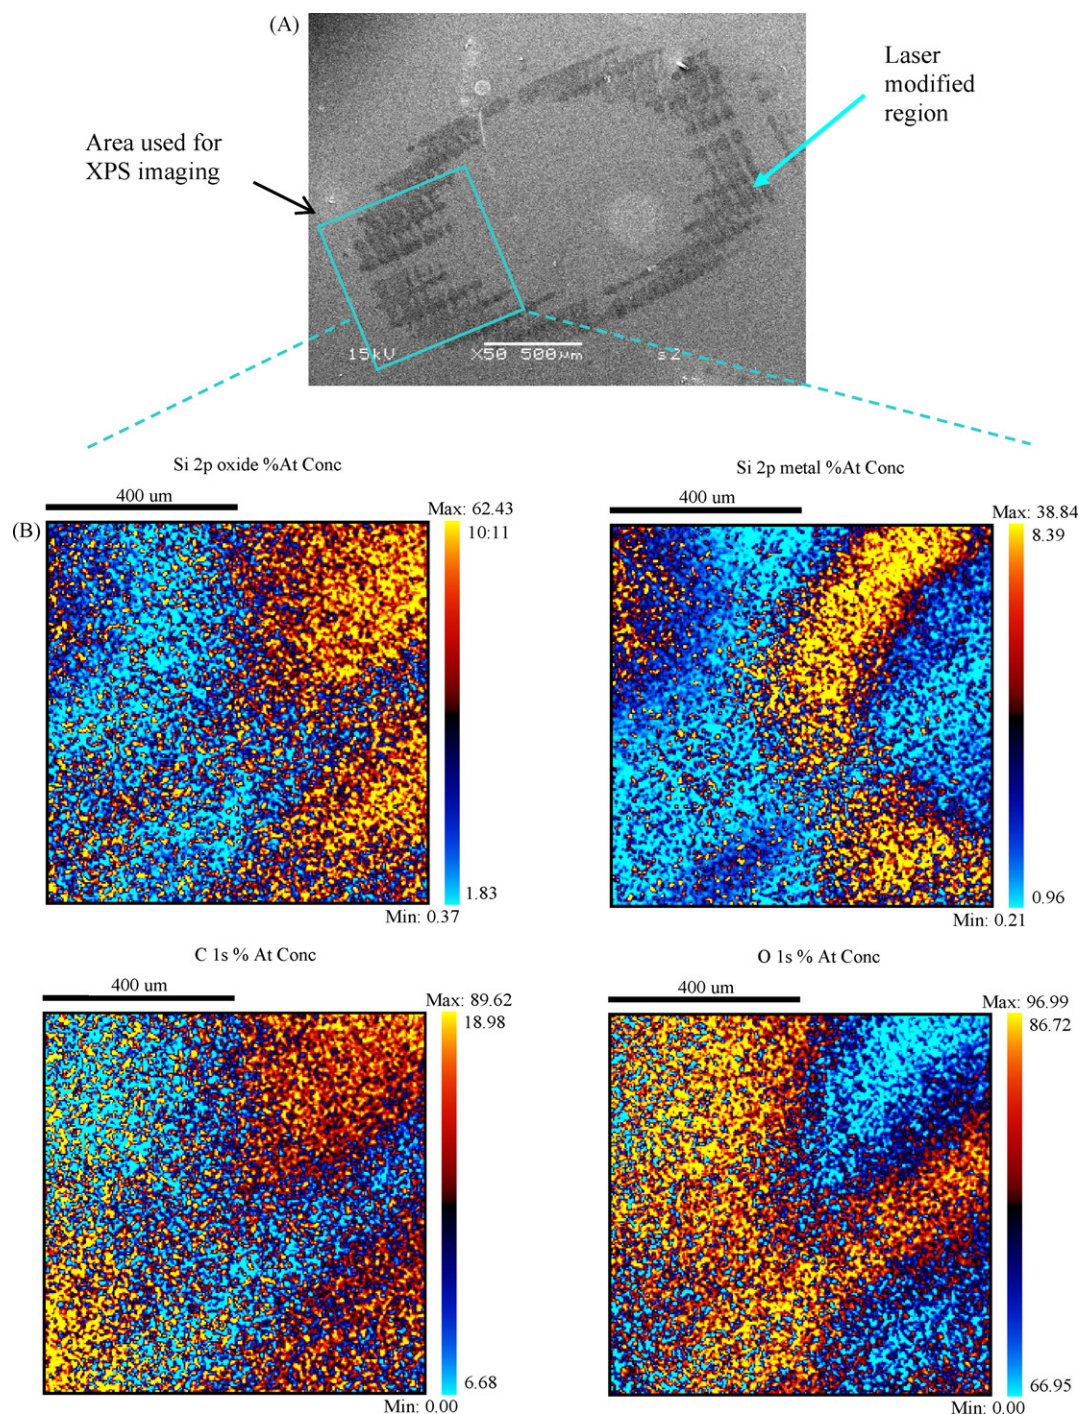 (A)
Laser
modified
region
Area used for
XPS imaging
15kV X50 500µm s2
Si 2p oxide %At Conc
Si 2p metal %At Conc
400 um
Max: 62.43
400 um
Max: 38.84
(B)
10:11
8.39
1.83
0.96
Min: 0.37
Min: 0.21
C 1s % At Conc
O 1s % At Conc
400 um
Max: 89.62
400 um
Max: 96.99
18.98
86.72
6.68
66.95
Min: 0.00
Min: 0.00